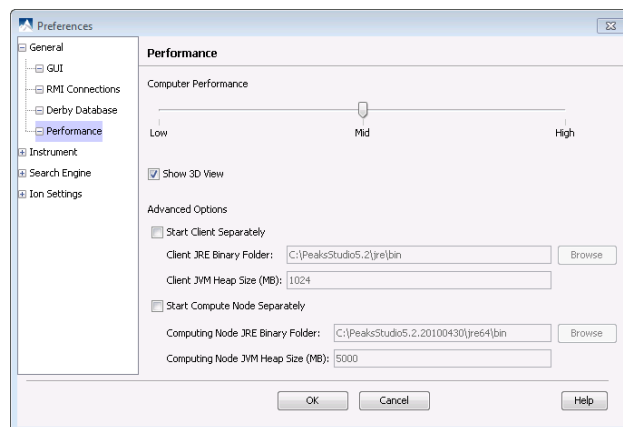 Preferences
General
GUI
RMI Connections
Derby Database
Performance
Instrument
Search Engine
Ion Settings
Performance
Computer Performance
Low Mid High
Show 3D View
Advanced Options
Start Client Separately
Client JRE Binary Folder: C:\PeaksStudio5.2\jre\bin Browse
Client JVM Heap Size (MB): 1024
Start Compute Node Separately
Computing Node JRE Binary Folder: C:\PeaksStudio5.2.20100430\jre64\bin Browse
Computing Node JVM Heap Size (MB): 5000
OK Cancel Help